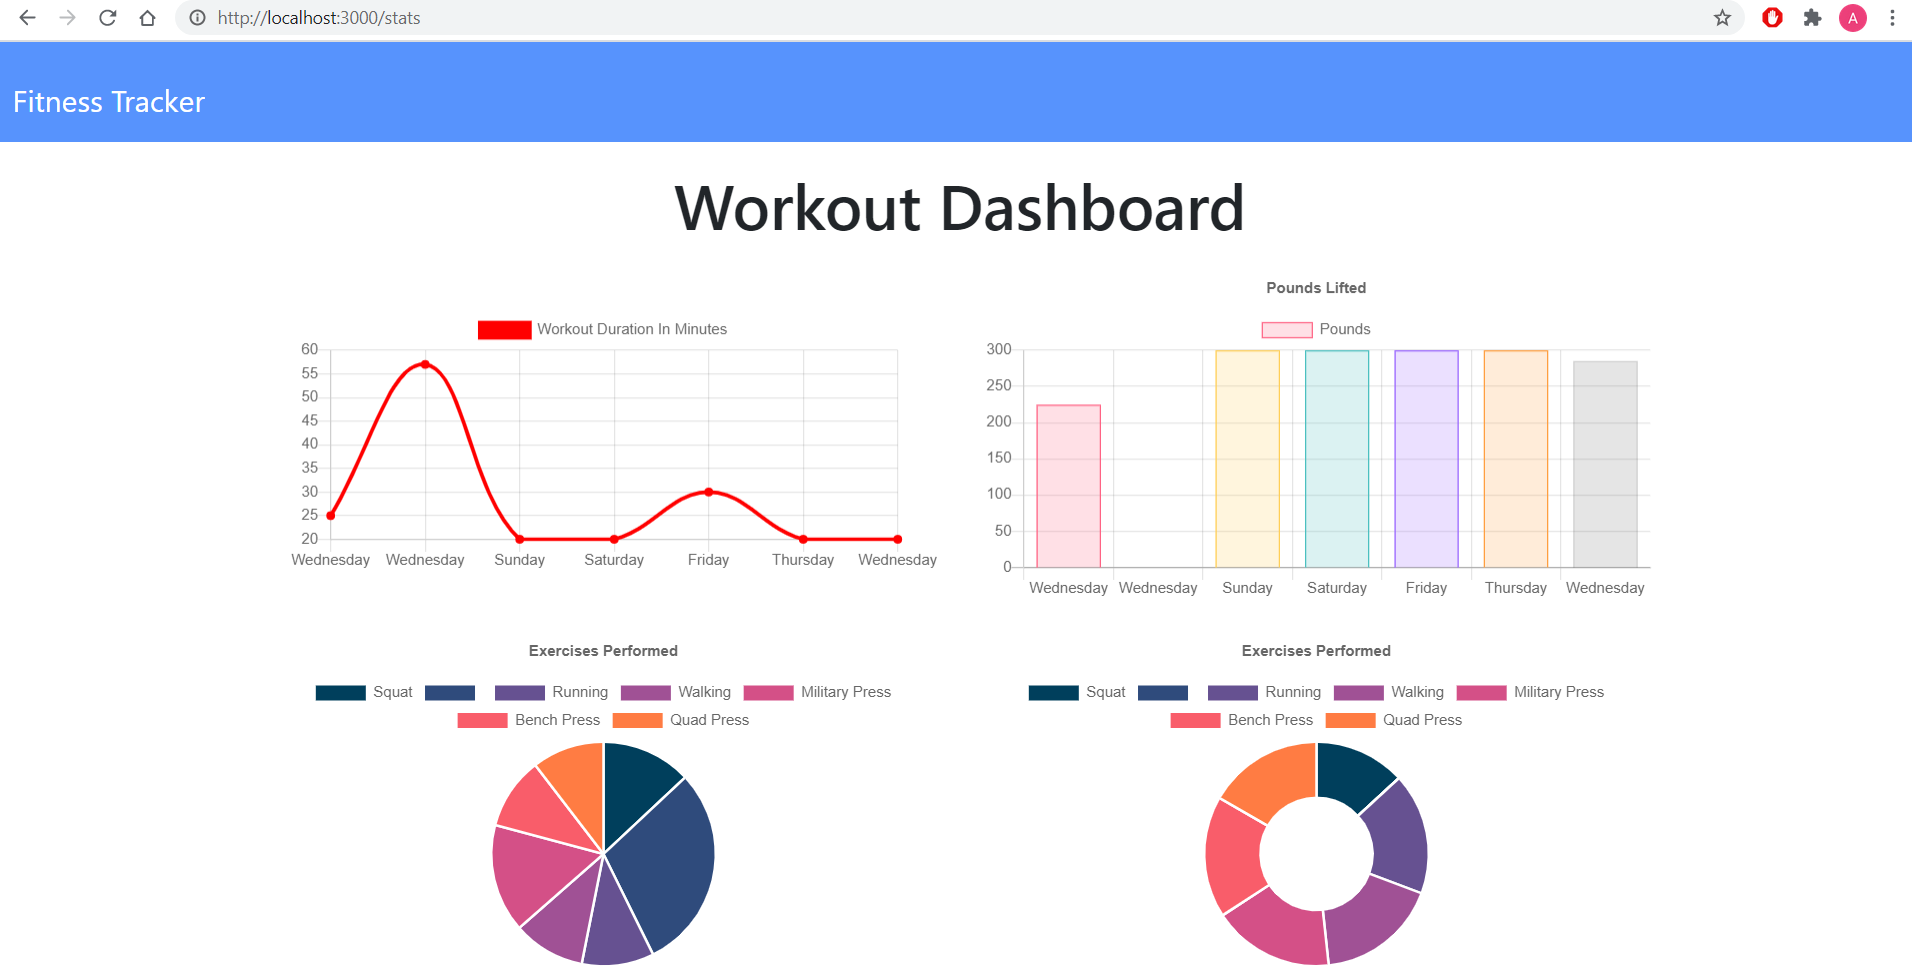 http://localhost:3000/stats
A
Fitness Tracker
Workout Dashboard
Workout Duration In Minutes
60
55
50
45
40
35
30
25
20
Wednesday Wednesday Sunday Saturday Friday Thursday Wednesday
Pounds Lifted
Pounds
300
250
200
150
100
50
0
Wednesday Wednesday Sunday Saturday Friday Thursday Wednesday
Exercises Performed
Squat Running Walking Military Press
Bench Press Quad Press
Exercises Performed
Squat Running Walking Military Press
Bench Press Quad Press